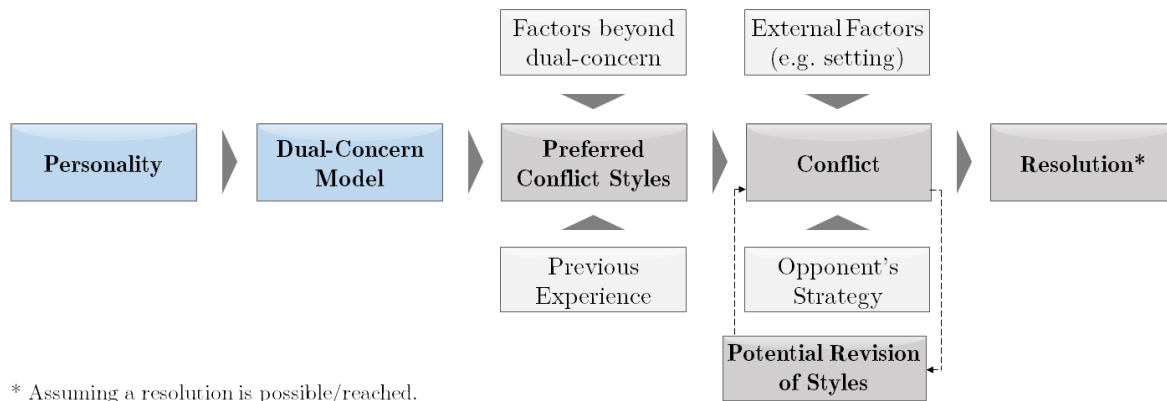 Factors beyond
dual-concern
External Factors
(e.g. setting)
Personality
Dual-Concern
Model
Preferred
Conflict Styles
Conflict
Resolution*
Previous
Experience
Opponent's
Strategy
Potential Revision
of Styles
* Assuming a resolution is possible/reached.